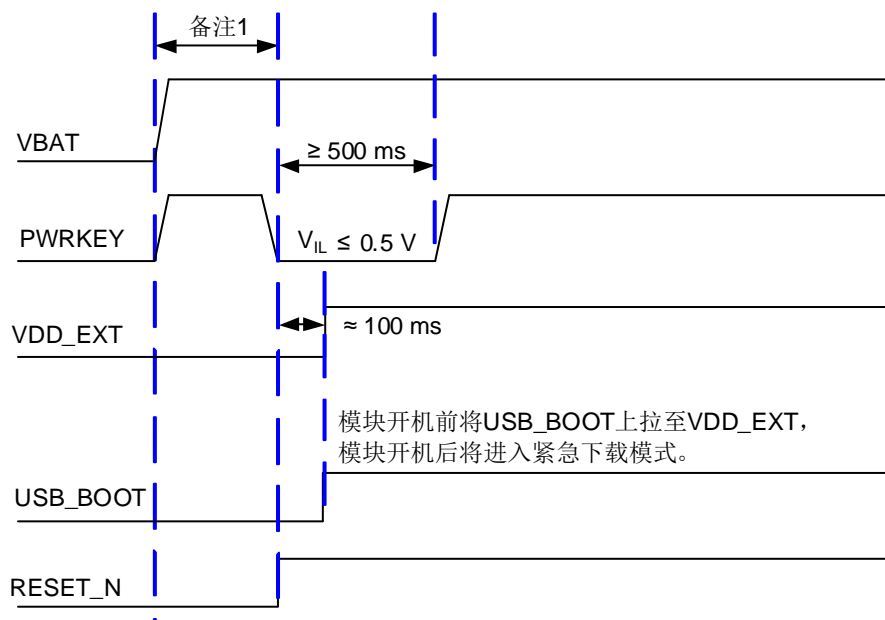 备注1
VBAT
≥ 500 ms
PWRKEY
VIL ≤ 0.5 V
VDD_EXT
≈ 100 ms
模块开机前将USB_BOOT上拉至VDD_EXT，
模块开机后将进入紧急下载模式。
USB_BOOT
RESET_N